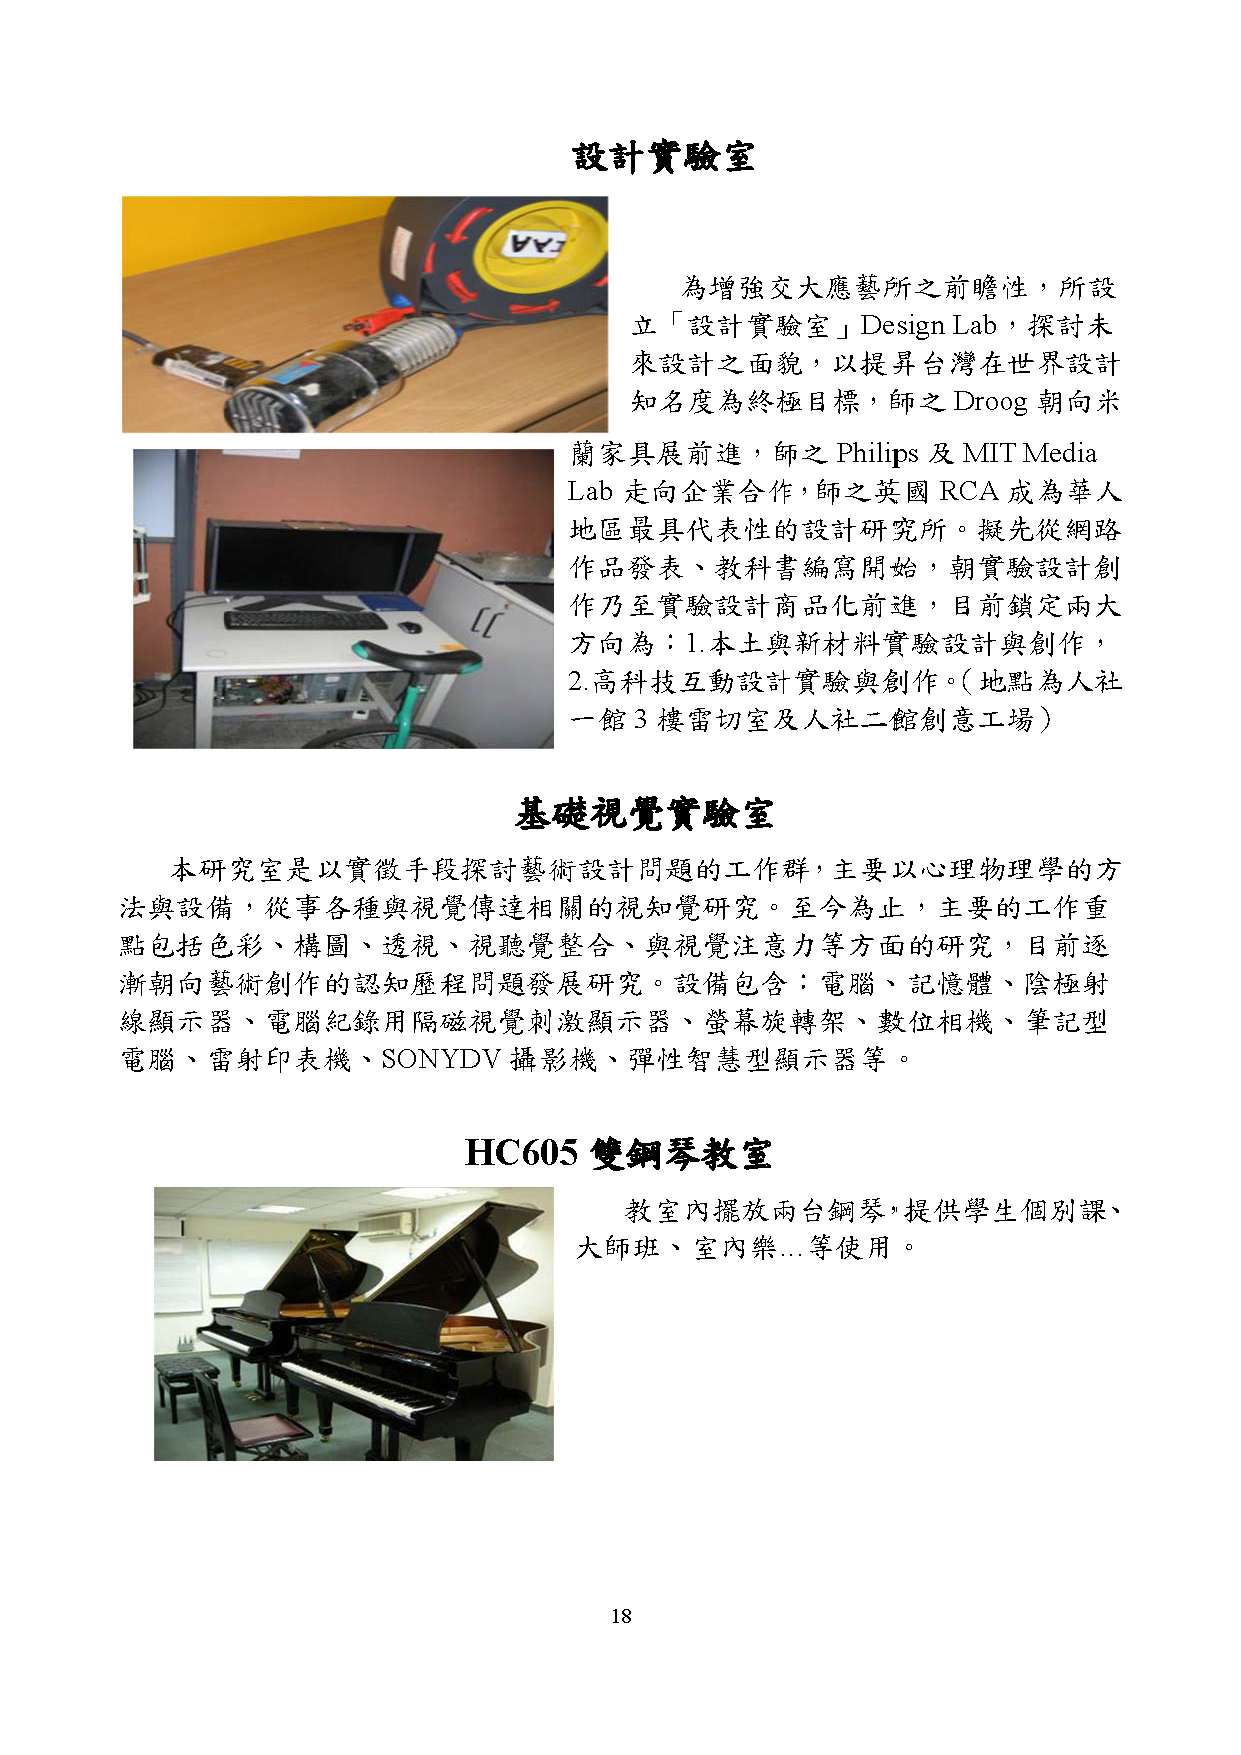 設計實驗室
IAA
為增強交大應藝所之前瞻性，所設
立「設計實驗室」Design Lab，探討未
來設計之面貌，以提昇台灣在世界設計
知名度為終極目標，師之 Droog 朝向米
蘭家具展前進，師之 Philips 及 MIT Media
Lab 走向企業合作，師之英國 RCA 成為華人
地區最具代表性的設計研究所。擬先從網路
作品發表、教科書編寫開始，朝實驗設計創
作乃至實驗設計商品化前進，目前鎖定兩大
方向為：1.本土與新材料實驗設計與創作，
2.高科技互動設計實驗與創作。（地點為人社
一館 3 樓雷切室及人社二館創意工場）
基礎視覺實驗室
本研究室是以實徵手段探討藝術設計問題的工作群，主要以心理物理學的方
法與設備，從事各種與視覺傳達相關的視知覺研究。至今為止，主要的工作重
點包括色彩、構圖、透視、視聽覺整合、與視覺注意力等方面的研究，目前逐
漸朝向藝術創作的認知歷程問題發展研究。設備包含：電腦、記憶體、陰極射
線顯示器、電腦紀錄用隔磁視覺刺激顯示器、螢幕旋轉架、數位相機、筆記型
電腦、雷射印表機、SONYDV 攝影機、彈性智慧型顯示器等。
HC605 雙鋼琴教室
教室內擺放兩台鋼琴，提供學生個別課、
大師班、室內樂…等使用。
18